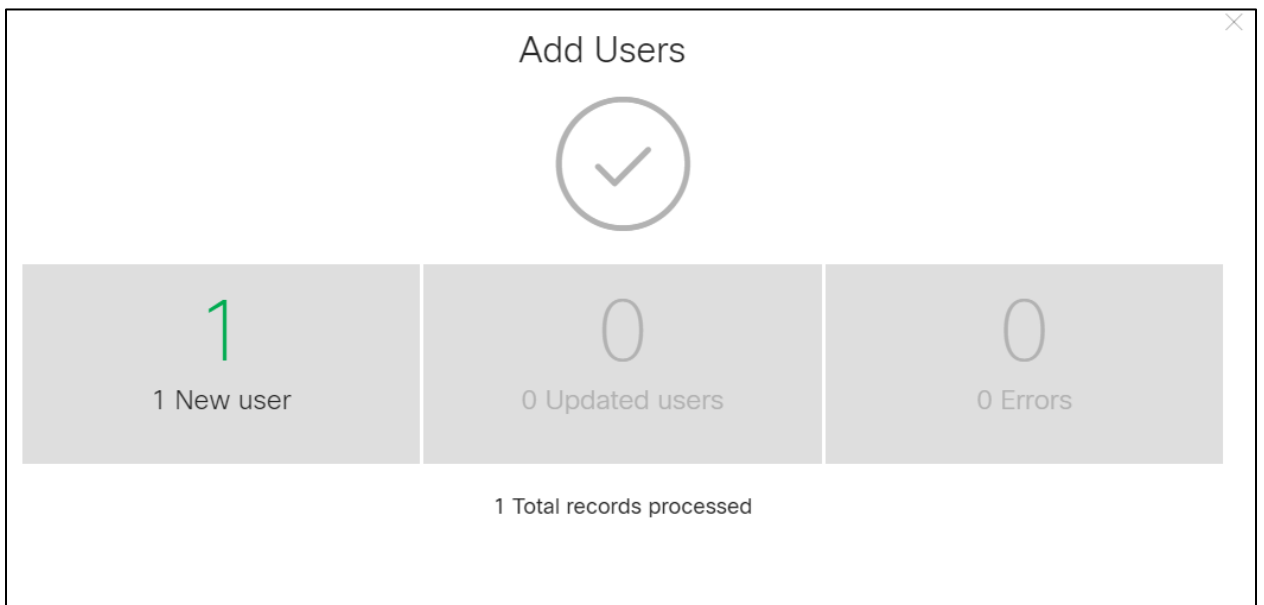 Add Users
1
0
0
1 New user
0 Updated users
0 Errors
1 Total records processed